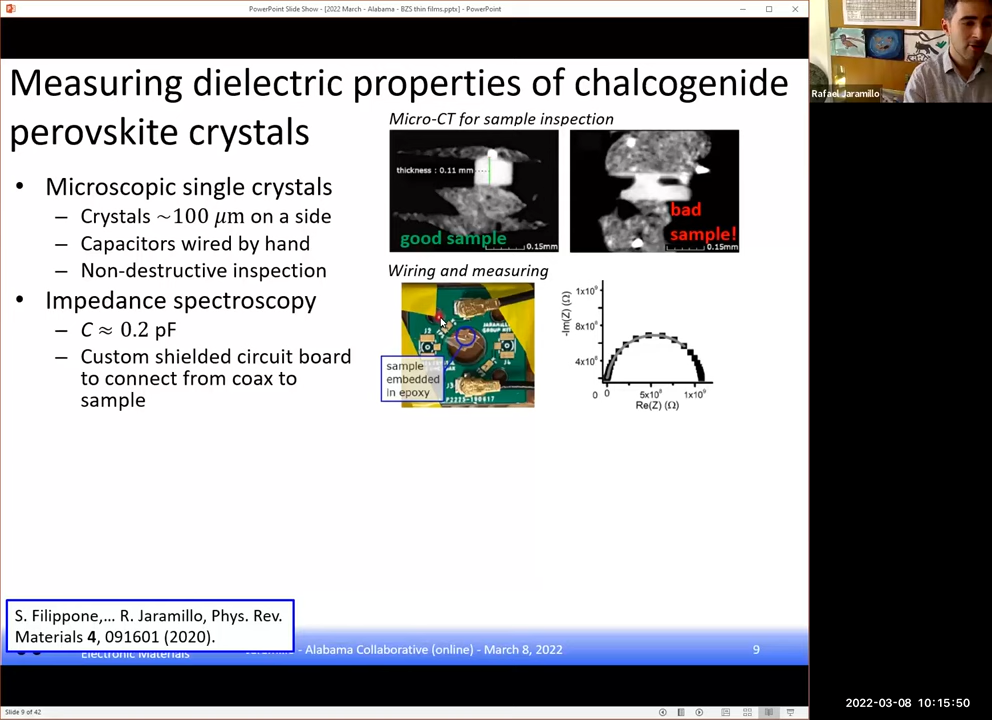 PowerPoint Slide Show - [2022 March - Alabama - BZS thin films.pptx] - PowerPoint
Rafael Jaramillo
Measuring dielectric properties of chalcogenide
perovskite crystals
• Microscopic single crystals
– Crystals ~100 μm on a side
– Capacitors wired by hand
– Non-destructive inspection
• Impedance spectroscopy
– C ≈ 0.2 pF
– Custom shielded circuit board
to connect from coax to
sample
Micro-CT for sample inspection
thickness : 0.11 mm
good sample
0.15mm
bad
sample!
0.15mm
Wiring and measuring
J2
J3
sample
embedded
in epoxy
-Im(Z) (Ω)
1x10⁹
8x10⁸
4x10⁸
0
0
5x10⁸
1x10⁹
Re(Z) (Ω)
S. Filippone,... R. Jaramillo, Phys. Rev.
Materials 4, 091601 (2020).
Electronic Materials
- Alabama Collaborative (online) - March 8, 2022
9
Slide 9 of 42
2022-03-08 10:15:50